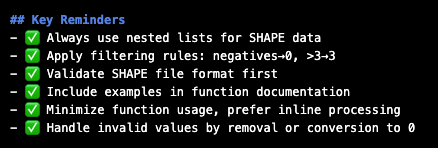 ## Key Reminders
- ✅ Always use nested lists for SHAPE data
- ✅ Apply filtering rules: negatives→0, >3→3
- ✅ Validate SHAPE file format first
- ✅ Include examples in function documentation
- ✅ Minimize function usage, prefer inline processing
- ✅ Handle invalid values by removal or conversion to 0